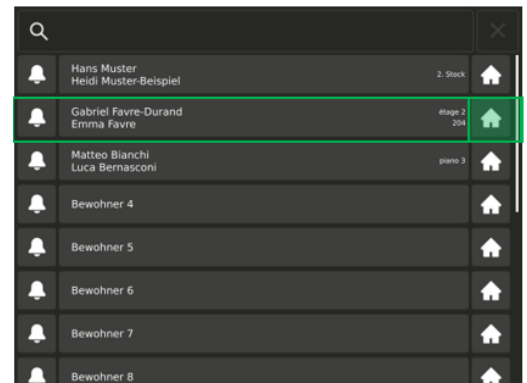 Hans Muster
Heidi Muster-Beispiel
2. Stock
Gabriel Favre-Durand
Emma Favre
étage 2
204
Matteo Bianchi
Luca Bernasconi
piano 3
Bewohner 4
Bewohner 5
Bewohner 6
Bewohner 7
Bewohner 8